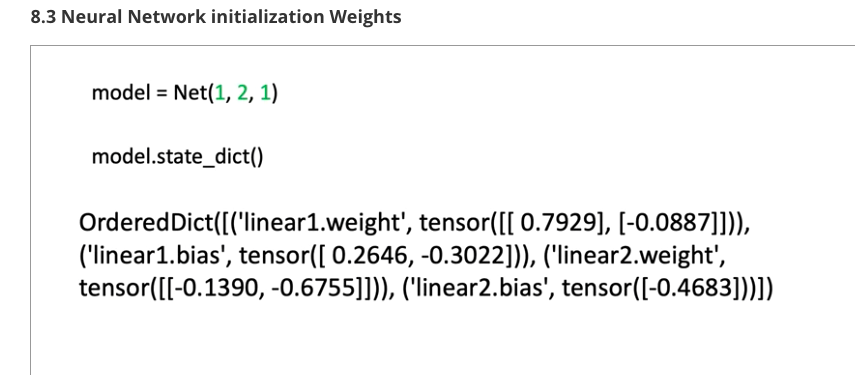 8.3 Neural Network initialization Weights
model = Net(1, 2, 1)
model.state_dict()
OrderedDict([('linear1.weight', tensor([[ 0.7929], [-0.0887]])),
('linear1.bias', tensor([ 0.2646, -0.3022])), ('linear2.weight',
tensor([[-0.1390, -0.6755]])), ('linear2.bias', tensor([-0.4683]))])